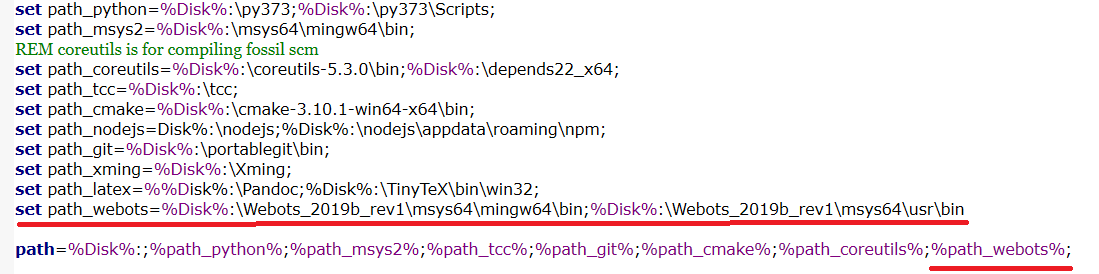 set path_python=%Disk%:\py373;%Disk%:\py373\Scripts;
set path_msys2=%Disk%:\msys64\mingw64\bin;
REM coreutils is for compiling fossil scm
set path_coreutils=%Disk%:\coreutils-5.3.0\bin;%Disk%:\depends22_x64;
set path_tcc=%Disk%:\tcc;
set path_cmake=%Disk%:\cmake-3.10.1-win64-x64\bin;
set path_nodejs=Disk%:\nodejs;%Disk%:\nodejs\appdata\roaming\npm;
set path_git=%Disk%:\portablegit\bin;
set path_xming=%Disk%:\Xming;
set path_latex=%%Disk%:\Pandoc;%Disk%:\TinyTeX\bin\win32;
set path_webots=%Disk%:\Webots_2019b_rev1\msys64\mingw64\bin;%Disk%:\Webots_2019b_rev1\msys64\usr\bin
path=%Disk%:;%path_python%;%path_msys2%;%path_tcc%;%path_git%;%path_cmake%;%path_coreutils%;%path_webots%;